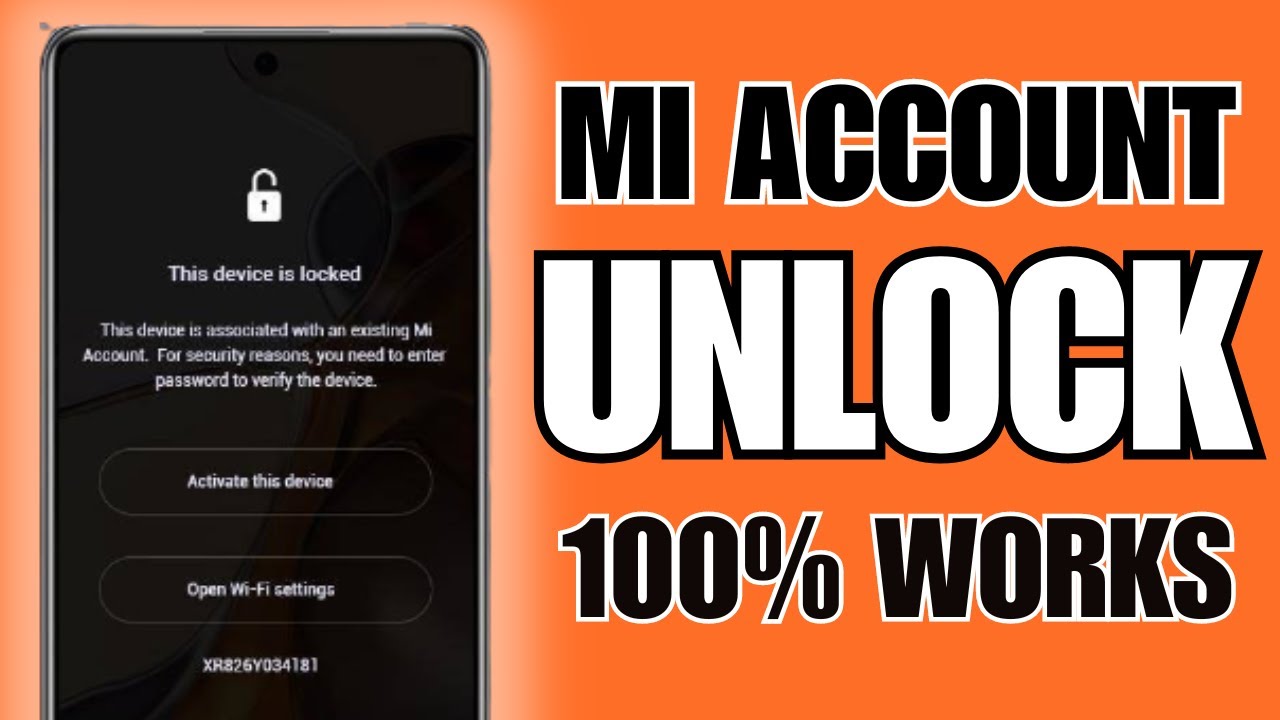 This device is locked
This device is associated with an existing Mi
Account. For security reasons, you need to enter
password to verify the device.
Activate this device
Open Wi-Fi settings
XR826Y034181
MI ACCOUNT
UNLOCK
100% WORKS